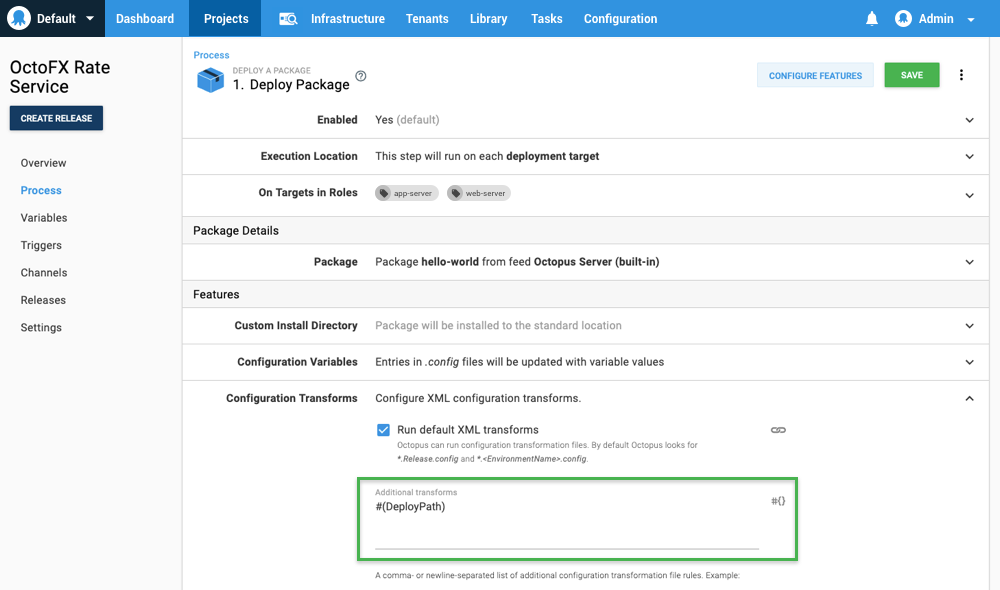 Default Dashboard Projects Infrastructure Tenants Library Tasks Configuration Admin
OctoFX Rate
Service
CREATE RELEASE
Overview
Process
Variables
Triggers
Channels
Releases
Settings
Process
DEPLOY A PACKAGE
1. Deploy Package ?
CONFIGURE FEATURES SAVE
Enabled Yes (default)
Execution Location This step will run on each deployment target
On Targets in Roles app-server web-server
Package Details
Package Package hello-world from feed Octopus Server (built-in)
Features
Custom Install Directory Package will be installed to the standard location
Configuration Variables Entries in .config files will be updated with variable values
Configuration Transforms Configure XML configuration transforms.
Run default XML transforms
Octopus can run configuration transformation files. By default Octopus looks for
*.Release.config and *.<EnvironmentName>.config.
Additional transforms
#(DeployPath) #{}
A comma- or newline-separated list of additional configuration transformation file rules. Example: